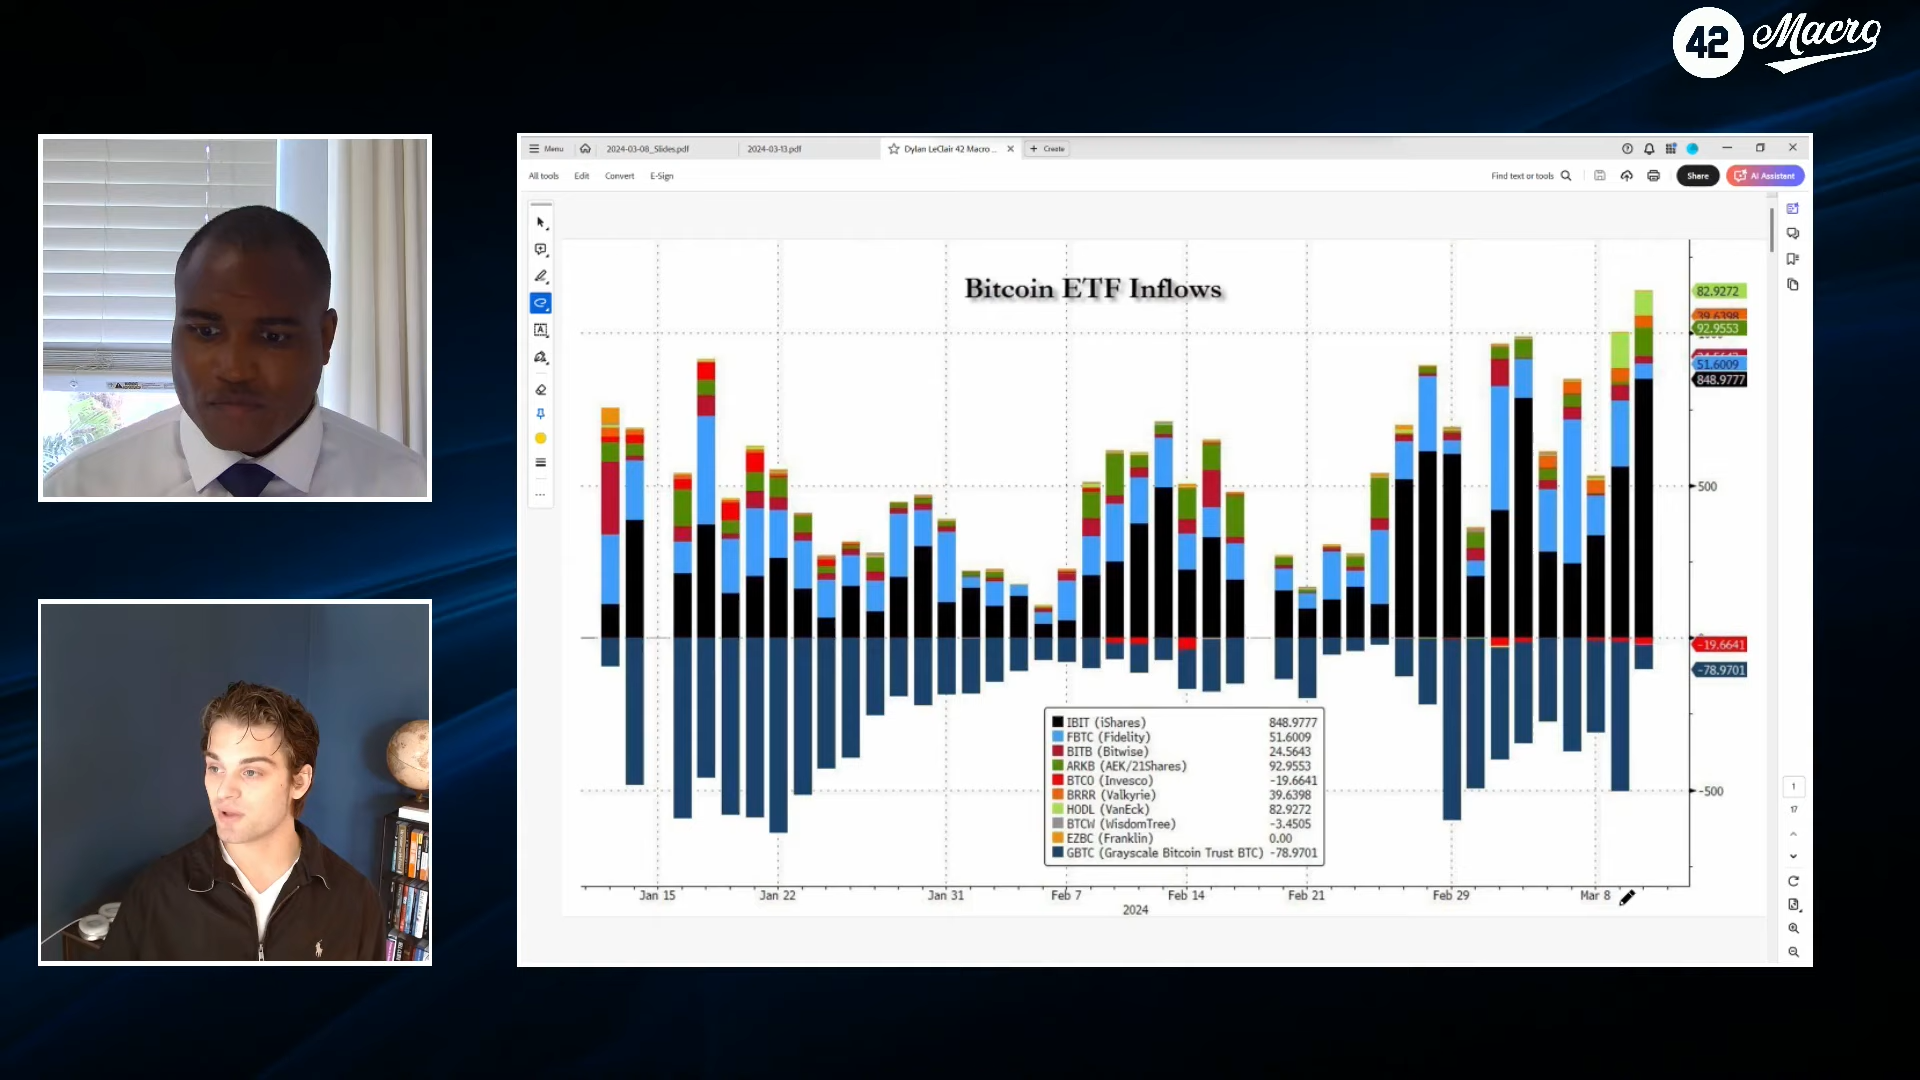 42 Macro
Menu
2024-03-08_Slides.pdf
2024-03-13.pdf
Dylan LeClair 42 Macro ...
Create
All tools
Edit
Convert
E-Sign
Find text or tools
Share
AI Assistant
Bitcoin ETF Inflows
82.9272
39.6398
92.9553
51.6009
848.9777
500
-19.6641
-78.9701
-500
IBIT (iShares) 848.9777
FBTC (Fidelity) 51.6009
BITB (Bitwise) 24.5643
ARKB (AEK/21Shares) 92.9553
BTCO (Invesco) -19.6641
BRRR (Valkyrie) 39.6398
HODL (VanEck) 82.9272
BTCW (WisdomTree) -3.4505
EZBC (Franklin) 0.00
GBTC (Grayscale Bitcoin Trust BTC) -78.9701
1
17
Jan 15
Jan 22
Jan 31
Feb 7
Feb 14
Feb 21
Feb 29
Mar 8
2024